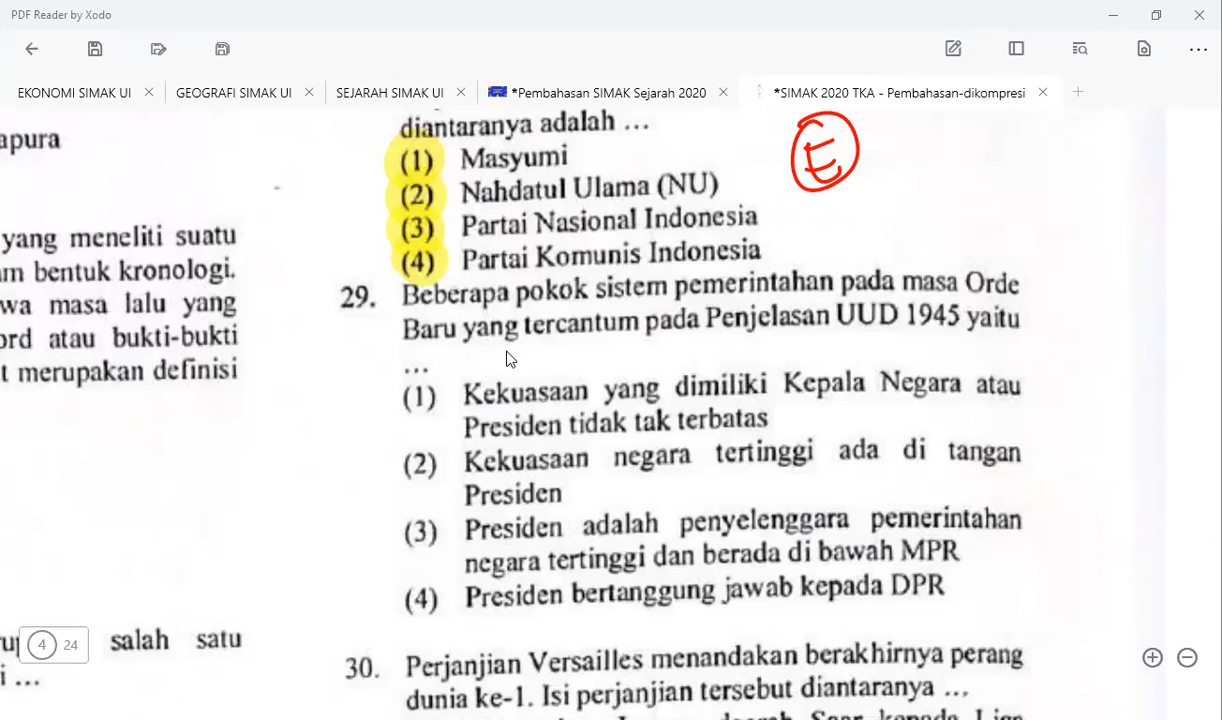 PDF Reader by Xodo
EKONOMI SIMAK UI
GEOGRAFI SIMAK UI
SEJARAH SIMAK UI
*Pembahasan SIMAK Sejarah 2020
*SIMAK 2020 TKA - Pembahasan-dikompresi
apura
yang meneliti suatu
am bentuk kronologi.
wa masa lalu yang
ord atau bukti-bukti
t merupakan definisi
4 24 salah satu
i ...
diantaranya adalah ...
(1) Masyumi
(2) Nahdatul Ulama (NU)
(3) Partai Nasional Indonesia
(4) Partai Komunis Indonesia
E
29. Beberapa pokok sistem pemerintahan pada masa Orde
Baru yang tercantum pada Penjelasan UUD 1945 yaitu
...
(1) Kekuasaan yang dimiliki Kepala Negara atau
Presiden tidak tak terbatas
(2) Kekuasaan negara tertinggi ada di tangan
Presiden
(3) Presiden adalah penyelenggara pemerintahan
negara tertinggi dan berada di bawah MPR
(4) Presiden bertanggung jawab kepada DPR
30. Perjanjian Versailles menandakan berakhirnya perang
dunia ke-1. Isi perjanjian tersebut diantaranya ...